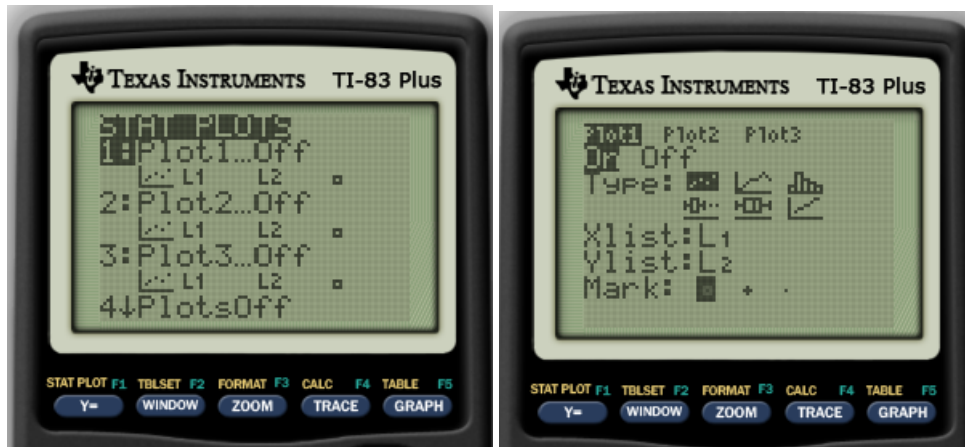 TEXAS INSTRUMENTS TI-83 Plus
STAT PLOTS
1:Plot1...Off
L1 L2
2:Plot2...Off
L1 L2
3:Plot3...Off
L1 L2
4↓PlotsOff
STAT PLOT F1 TBLSET F2 FORMAT F3 CALC F4 TABLE F5
Y= WINDOW ZOOM TRACE GRAPH
TEXAS INSTRUMENTS TI-83 Plus
Plot1 Plot2 Plot3
On Off
Type:
Xlist:L1
Ylist:L2
Mark: ▫ + ·
STAT PLOT F1 TBLSET F2 FORMAT F3 CALC F4 TABLE F5
Y= WINDOW ZOOM TRACE GRAPH